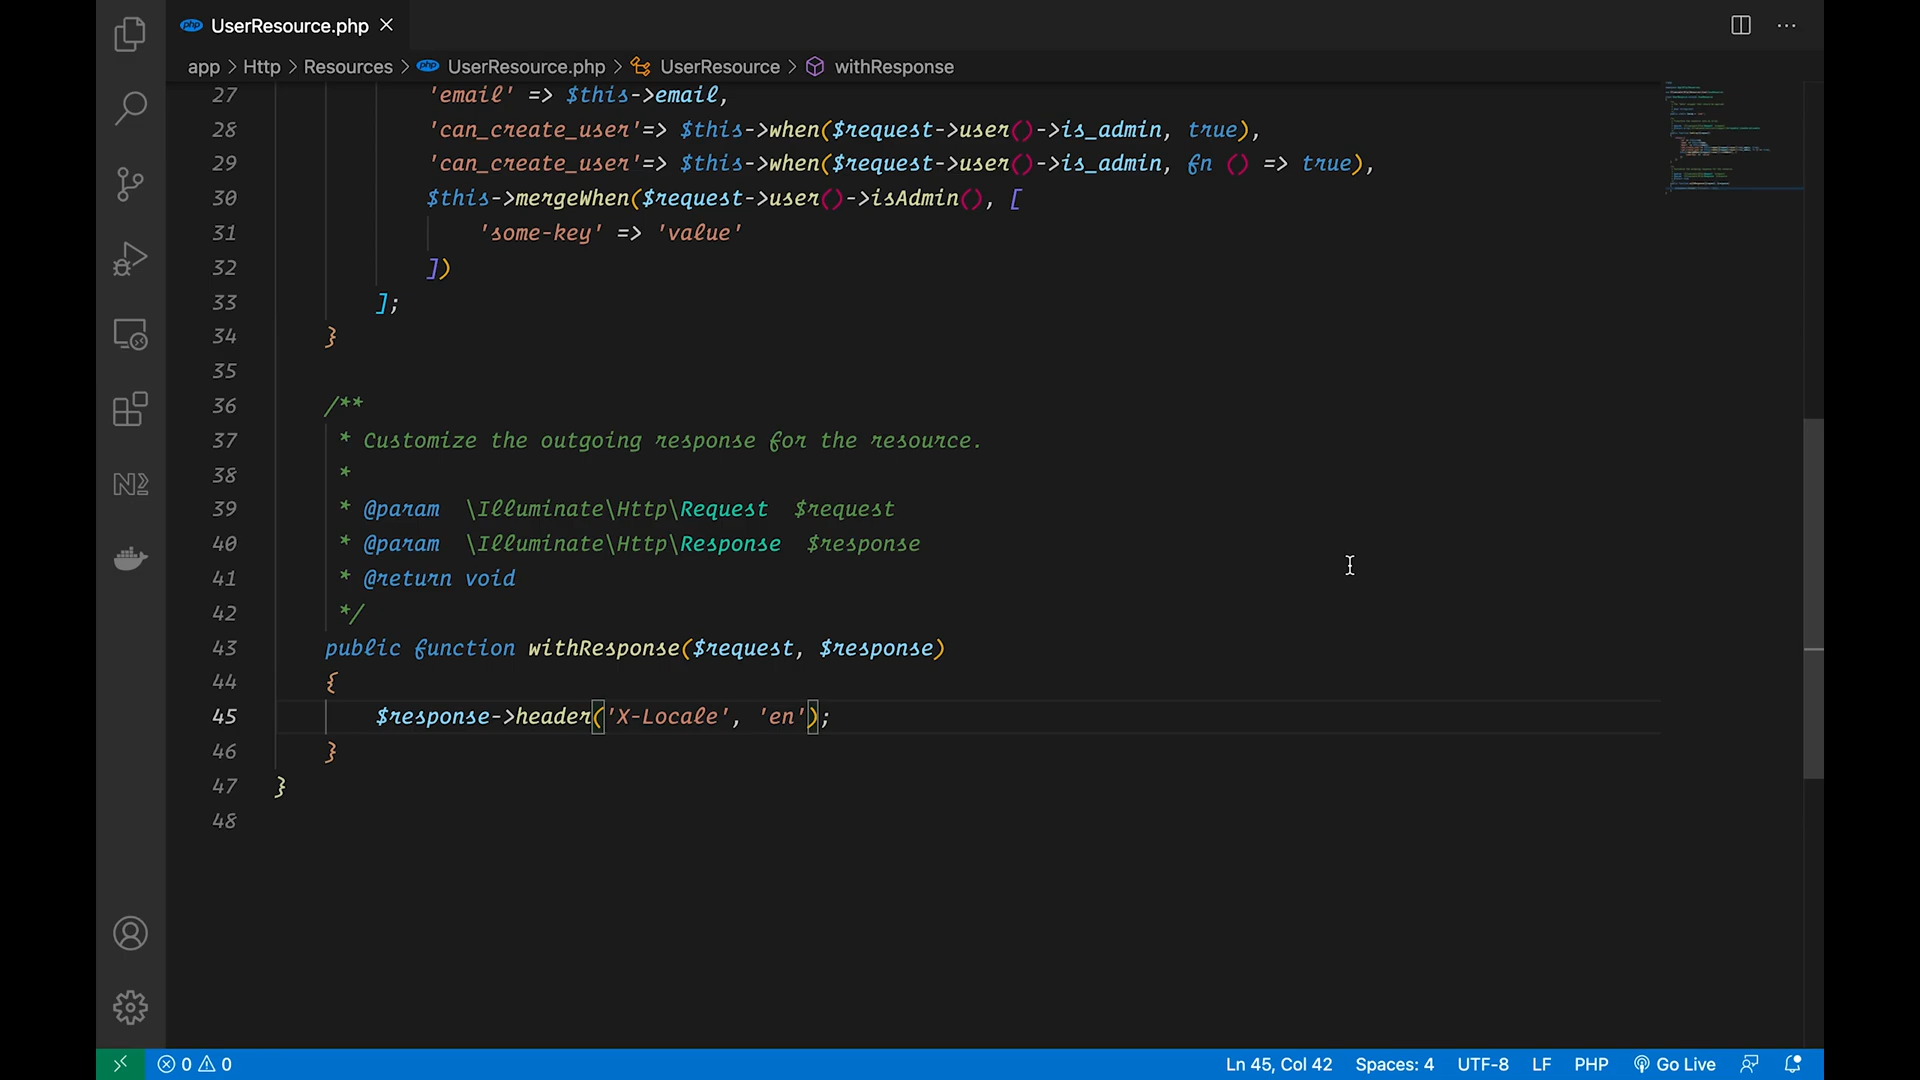 php UserResource.php
app > Http > Resources > php UserResource.php > UserResource > withResponse
27 'email' => $this->email,
28 'can_create_user'=> $this->when($request->user()->is_admin, true),
29 'can_create_user'=> $this->when($request->user()->is_admin, fn () => true),
30 $this->mergeWhen($request->user()->isAdmin(), [
31 'some-key' => 'value'
32 ])
33 ];
34 }
35
36 /**
37 * Customize the outgoing response for the resource.
38 *
39 * @param  \Illuminate\Http\Request  $request
40 * @param  \Illuminate\Http\Response  $response
41 * @return void
42 */
43 public function withResponse($request, $response)
44 {
45 $response->header('X-Locale', 'en');
46 }
47 }
48
0 0 Ln 45, Col 42 Spaces: 4 UTF-8 LF PHP Go Live